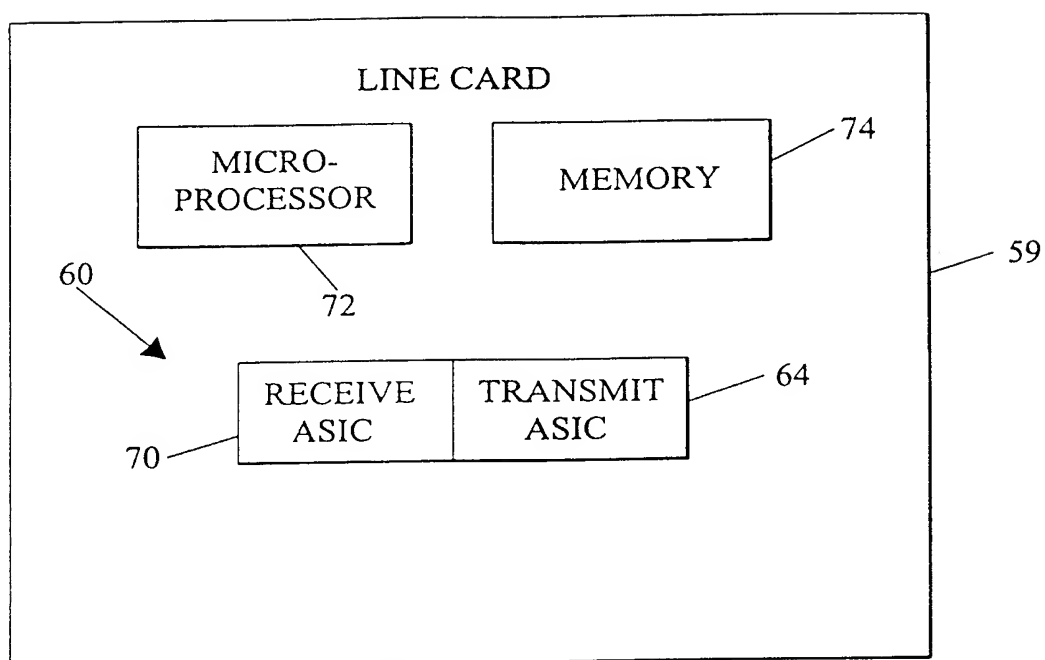 LINE CARD
MICRO-
PROCESSOR
MEMORY
74
59
60
72
RECEIVE
ASIC
TRANSMIT
ASIC
64
70